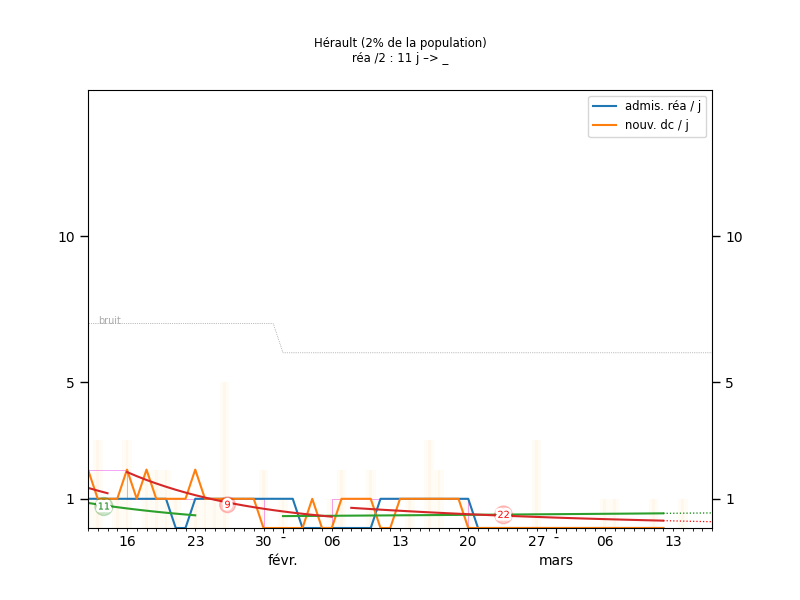 Hérault (2% de la population)
réa /2 : 11 j –> _
admis. réa / j
nouv. dc / j
10 10
bruit
5 5
1 1
11 9 22
16 23 30 - 06 13 20 27 - 06 13
févr. mars